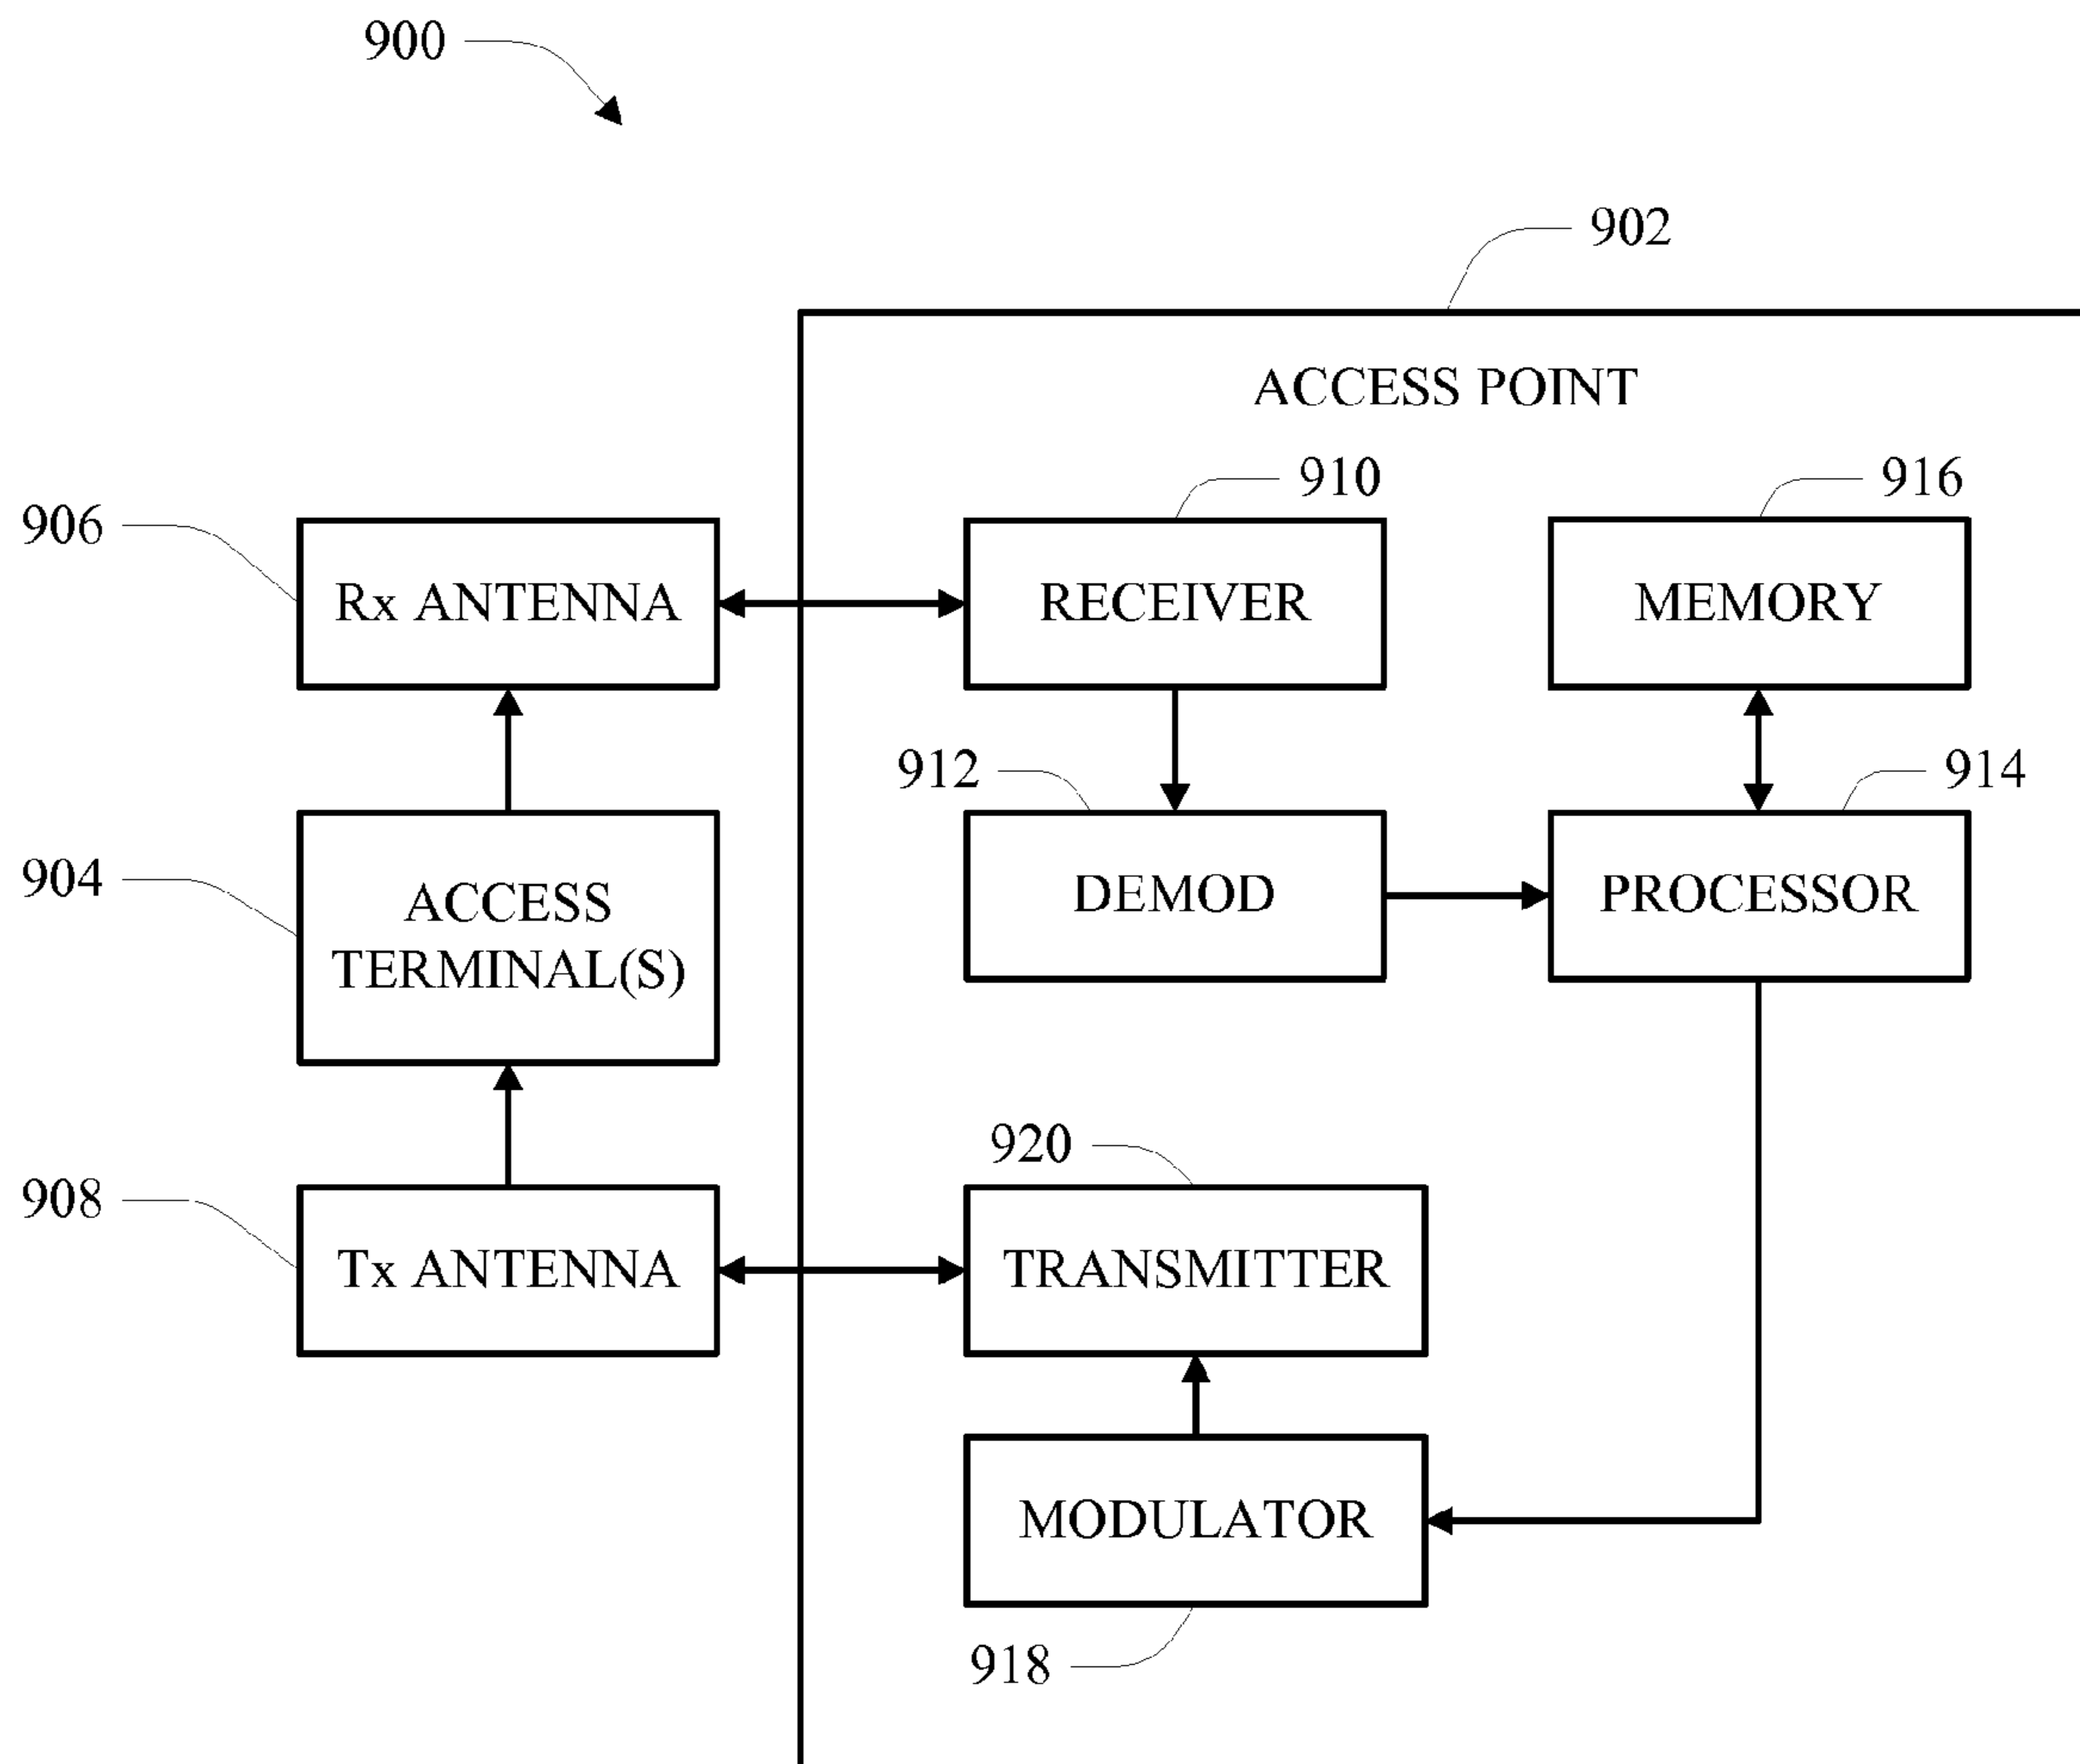 900
902
ACCESS POINT
910
916
906
Rx ANTENNA
RECEIVER
MEMORY
912
914
904
ACCESS
TERMINAL(S)
DEMOD
PROCESSOR
920
908
Tx ANTENNA
TRANSMITTER
MODULATOR
918